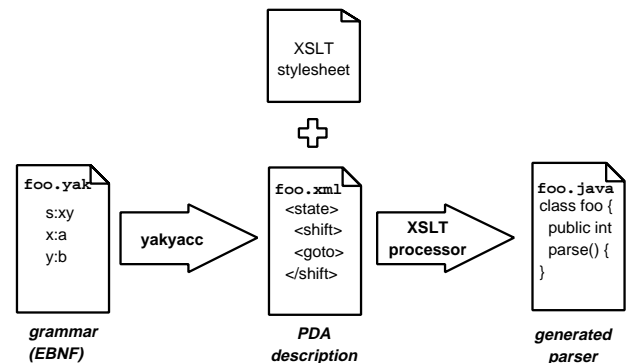 XSLT
stylesheet
foo.yak
s:xy
x:a
y:b
yakyacc
foo.xml
<state>
<shift>
<goto>
</shift>
XSLT
processor
foo.java
class foo {
public int
parse() {
}
grammar
(EBNF)
PDA
description
generated
parser